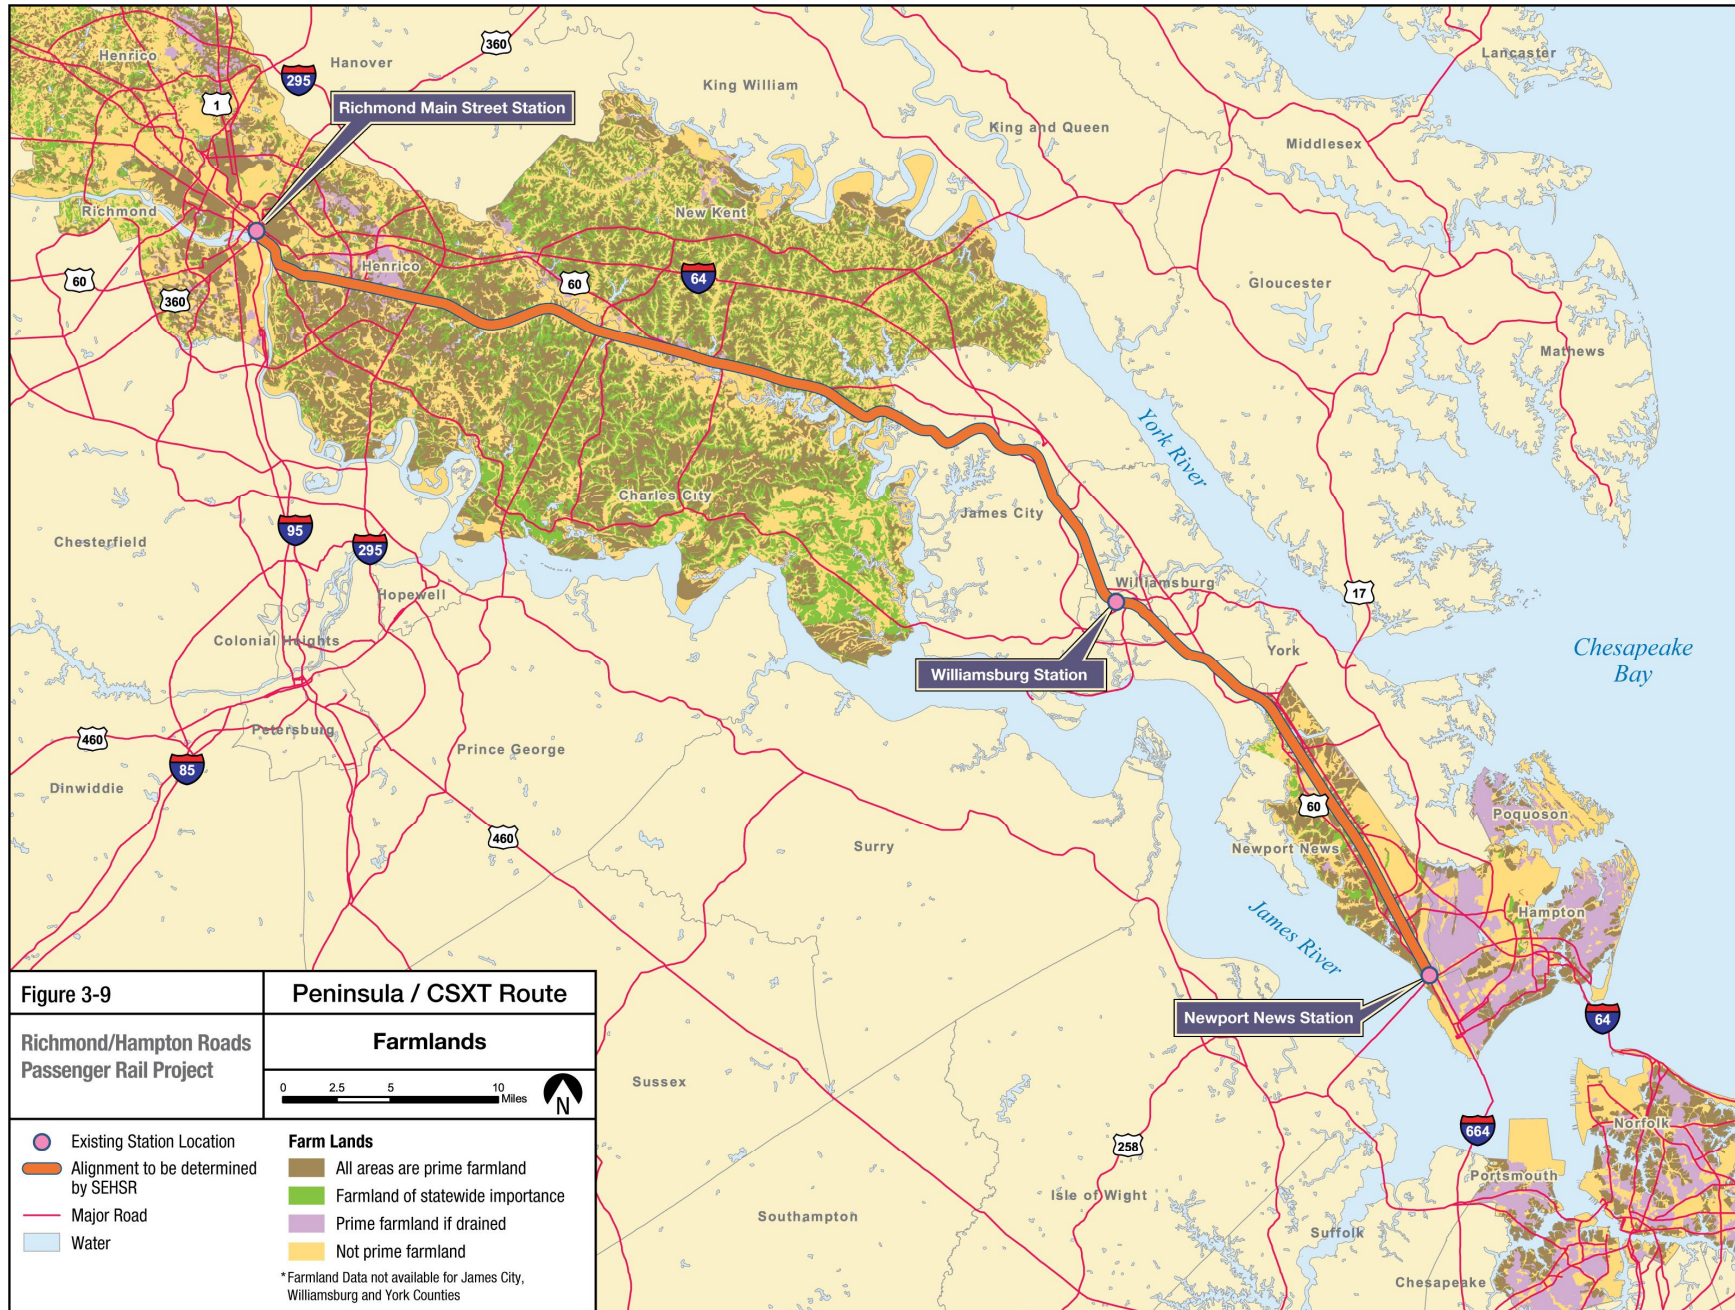 Henrico
Hanover
360
295
1
Richmond Main Street Station
King William
King and Queen
Lancaster
Middlesex
Richmond
New Kent
Henrico
60
360
60
64
Gloucester
Mathews
York River
Charles City
James City
Chesterfield
95
295
Hopewell
Williamsburg
17
Colonial Heights
York
Chesapeake
Bay
Williamsburg Station
Petersburg
460
85
Prince George
Dinwiddie
60
Poquoson
460
Surry
Newport News
Hampton
James River
Newport News Station
64
Sussex
664
Norfolk
258
Portsmouth
Isle of Wight
Southampton
Suffolk
Chesapeake
Figure 3-9
Peninsula / CSXT Route
Richmond/Hampton Roads
Passenger Rail Project
Farmlands
0 2.5 5 10
Miles
N
Existing Station Location
Alignment to be determined
by SEHSR
Major Road
Water
Farm Lands
All areas are prime farmland
Farmland of statewide importance
Prime farmland if drained
Not prime farmland
*Farmland Data not available for James City,
Williamsburg and York Counties